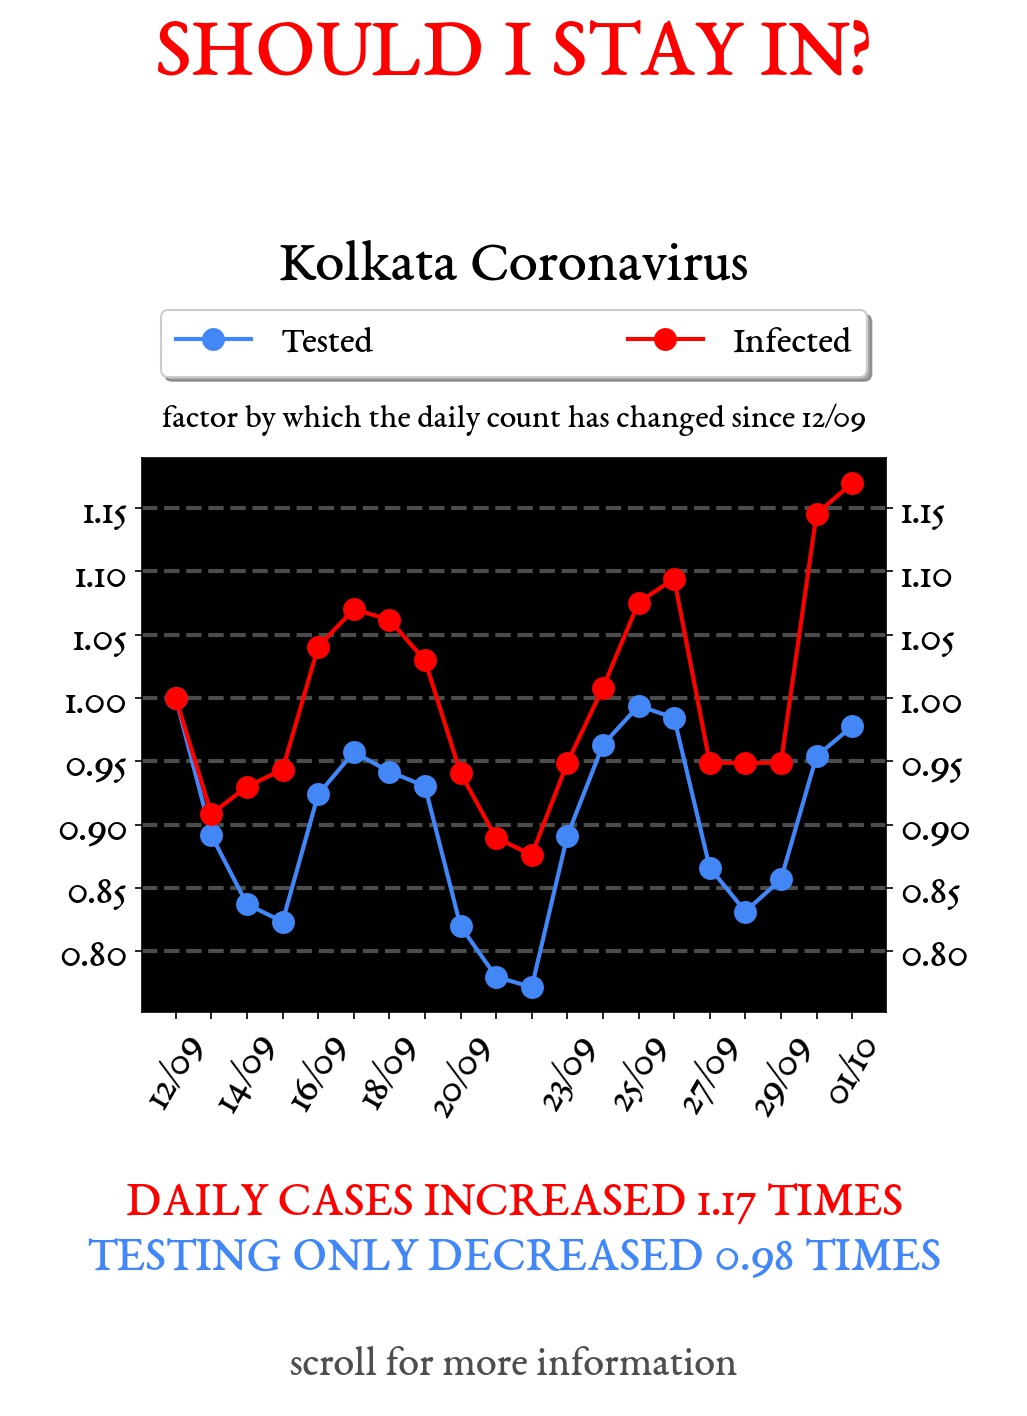 SHOULD I STAY IN?
Kolkata Coronavirus
Tested Infected
factor by which the daily count has changed since 12/09
1.15 1.15
1.10 1.10
1.05 1.05
1.00 1.00
0.95 0.95
0.90 0.90
0.85 0.85
0.80 0.80
12/09 14/09 16/09 18/09 20/09 23/09 25/09 27/09 29/09 01/10
DAILY CASES INCREASED 1.17 TIMES
TESTING ONLY DECREASED 0.98 TIMES
scroll for more information